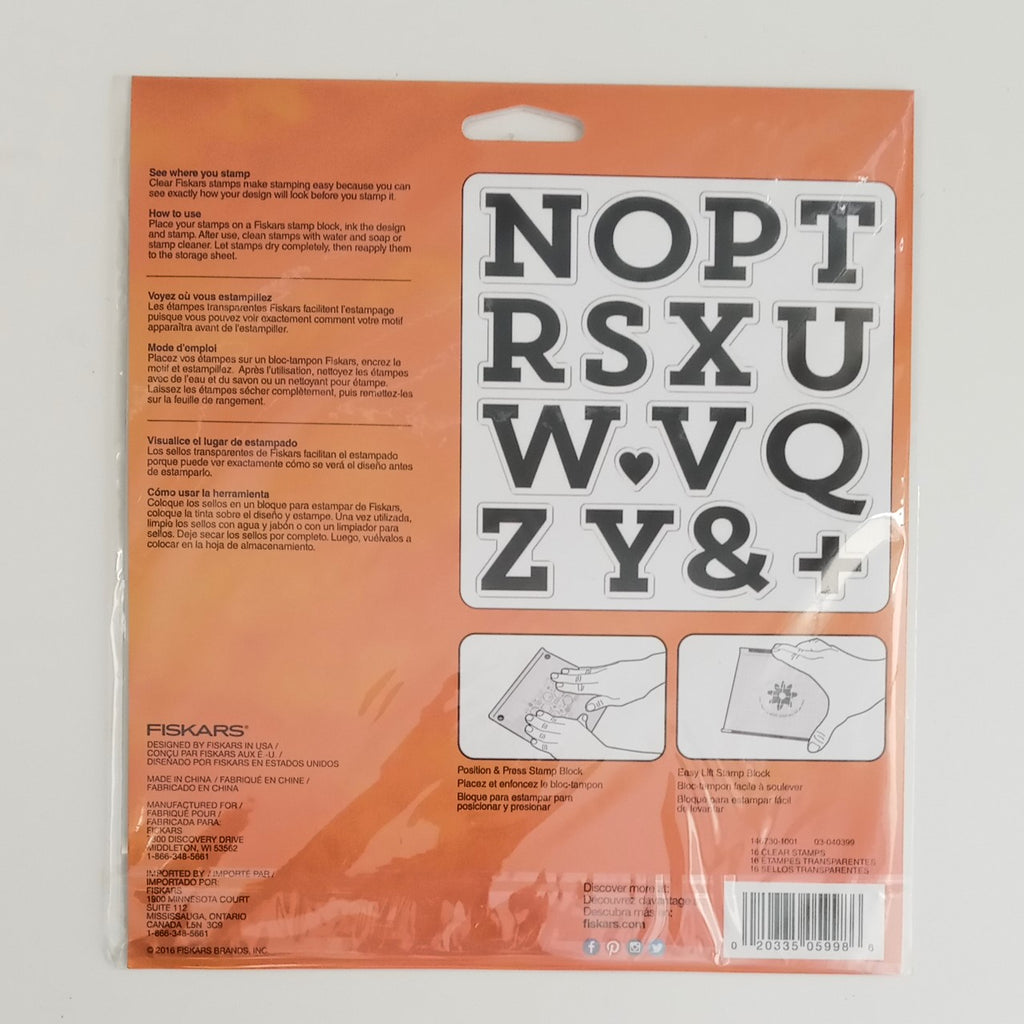 See where you stamp
Clear Fiskars stamps make stamping easy because you can
see exactly how your design will look before you stamp it.
How to use
Place your stamps on a Fiskars stamp block, ink the design
and stamp. After use, clean stamps with water and soap or
stamp cleaner. Let stamps dry completely, then reapply them
to the storage sheet.
Voyez où vous estampillez
Les étampes transparentes Fiskars facilitent l'estampage
puisque vous pouvez voir exactement comment votre motif
apparaîtra avant de l'estampiller.
Mode d'emploi
Placez vos étampes sur un bloc-tampon Fiskars, encrez le
motif et estampillez. Après l'utilisation, nettoyez les étampes
avec de l'eau et du savon ou un nettoyant pour étampe.
Laissez les étampes sécher complètement, puis remettez-les
sur la feuille de rangement.
Visualice el lugar de estampado
Los sellos transparentes de Fiskars facilitan el estampado
porque puede ver exactamente cómo se verá el diseño antes
de estamparlo.
Cómo usar la herramienta
Coloque los sellos en un bloque para estampar de Fiskars,
coloque la tinta sobre el diseño y estampe. Una vez utilizada,
limpie los sellos con agua y jabón o con un limpiador para
sellos. Deje secar los sellos por completo. Luego, vuélvalos a
colocar en la hoja de almacenamiento.
NOPT
RSXU
W♥VQ
ZY&+
Position & Press Stamp Block
Placez et enfoncez le bloc-tampon
Bloque para estampar para
posicionar y presionar
Easy Lift Stamp Block
Bloc-tampon facile à soulever
Bloque para estampar fácil
de levantar
FISKARS®
DESIGNED BY FISKARS IN USA /
CONÇU PAR FISKARS AUX É.-U. /
DISEÑADO POR FISKARS EN ESTADOS UNIDOS
MADE IN CHINA / FABRIQUÉ EN CHINE /
FABRICADO EN CHINA
MANUFACTURED FOR /
FABRIQUÉ POUR /
FABRICADA PARA:
FISKARS
7800 DISCOVERY DRIVE
MIDDLETON, WI 53562
1-866-348-5661
IMPORTED BY / IMPORTÉ PAR /
IMPORTADO POR:
FISKARS
1900 MINNESOTA COURT
SUITE 112
MISSISSAUGA, ONTARIO
CANADA, L5N 3C9
1-866-348-5661
© 2016 FISKARS BRANDS, INC.
146730-1001 03-040399
16 CLEAR STAMPS
16 ÉTAMPES TRANSPARENTES
16 SELLOS TRANSPARENTES
Discover more at:
Découvrez davantage
Descubra más en:
fiskars.com
0 20335 05998 6